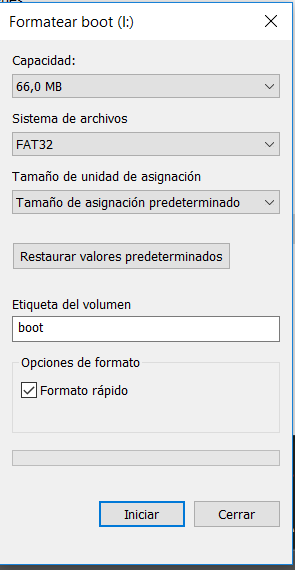 Formatear boot (I:)
Capacidad:
66,0 MB
Sistema de archivos
FAT32
Tamaño de unidad de asignación
Tamaño de asignación predeterminado
Restaurar valores predeterminados
Etiqueta del volumen
boot
Opciones de formato
Formato rápido
Iniciar
Cerrar